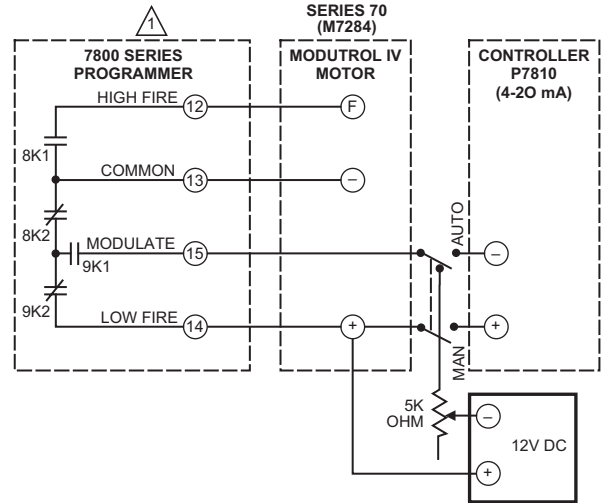 1
SERIES 70
(M7284)
7800 SERIES
PROGRAMMER
MODUTROL IV
MOTOR
CONTROLLER
P7810
(4-2O mA)
HIGH FIRE
12
F
8K1
COMMON
13
–
8K2
MODULATE
15
9K1
AUTO
–
9K2
LOW FIRE
14
+
MAN
+
5K
OHM
–
12V DC
+